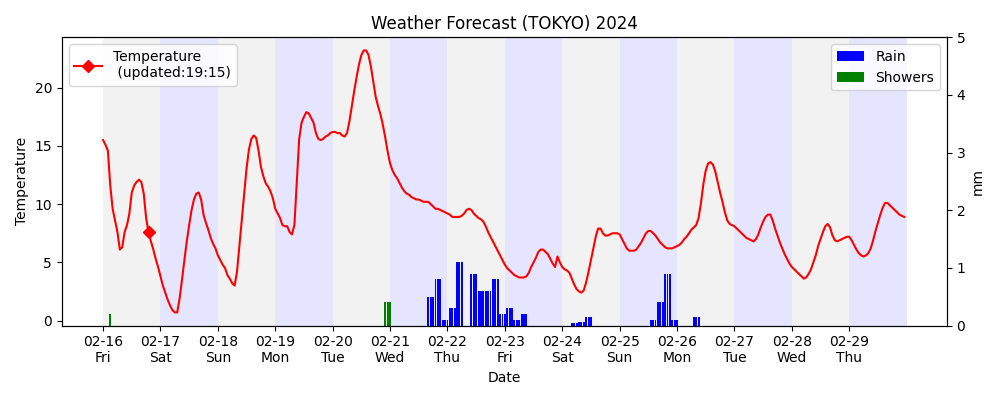 Weather Forecast (TOKYO) 2024
Temperature
(updated:19:15)
Rain
Showers
Temperature
20
15
10
5
0
5
4
3
2
1
0
mm
02-16 02-17 02-18 02-19 02-20 02-21 02-22 02-23 02-24 02-25 02-26 02-27 02-28 02-29
Fri Sat Sun Mon Tue Wed Thu Fri Sat Sun Mon Tue Wed Thu
Date